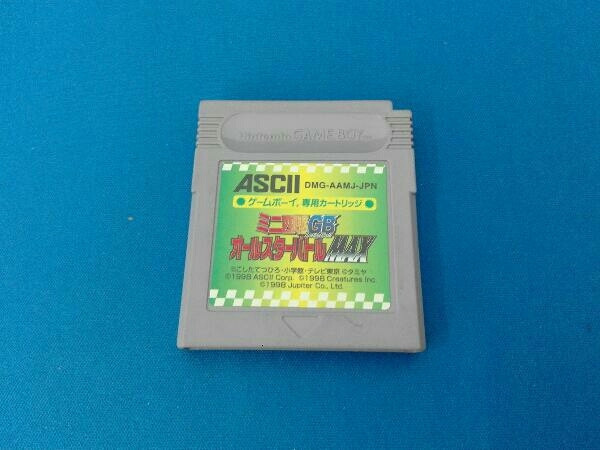 Nintendo GAME BOY TM
ASCII DMG-AAMJ-JPN
ゲームボーイ® 専用カートリッジ
ミニ四駆GB
オールスターバトルMAX
©こしたてつひろ・小学館・テレビ東京 ©タミヤ
©1998 ASCII Corp. ©1998 Creatures Inc.
©1998 Jupiter Co., Ltd.